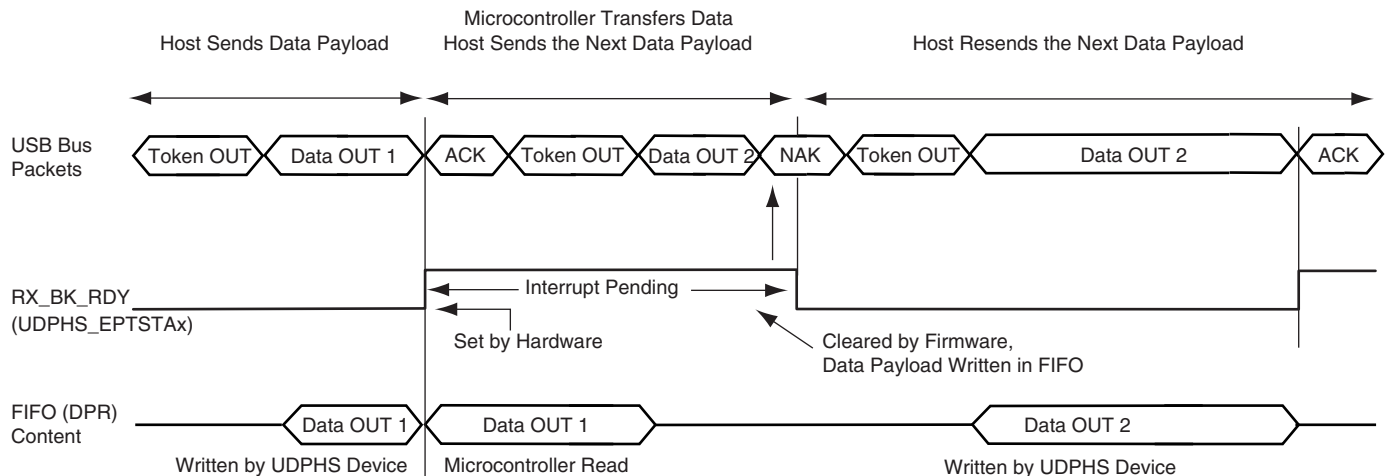 Microcontroller Transfers Data
Host Sends Data Payload
Host Sends the Next Data Payload
Host Resends the Next Data Payload
USB Bus
Packets
Token OUT
Data OUT 1
ACK
Token OUT
Data OUT 2
NAK
Token OUT
Data OUT 2
ACK
RX_BK_RDY
(UDPHS_EPTSTAx)
Interrupt Pending
Set by Hardware
Cleared by Firmware,
Data Payload Written in FIFO
FIFO (DPR)
Content
Data OUT 1
Data OUT 1
Data OUT 2
Written by UDPHS Device
Microcontroller Read
Written by UDPHS Device